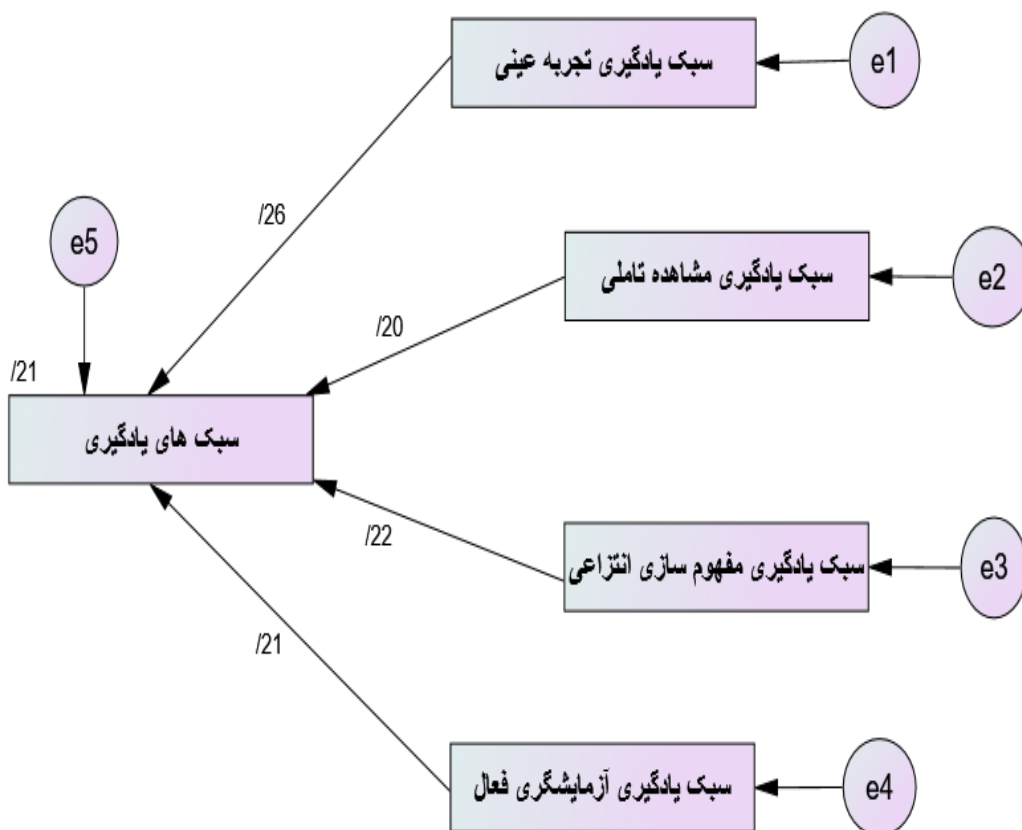 سبک یادگیری تجربه عینی
e1
/26
e5
سبک یادگیری مشاهده تاملی
e2
/20
/21
سبک های یادگیری
/22
سبک یادگیری مفهوم سازی انتزاعی
e3
/21
سبک یادگیری آزمایشگری فعال
e4